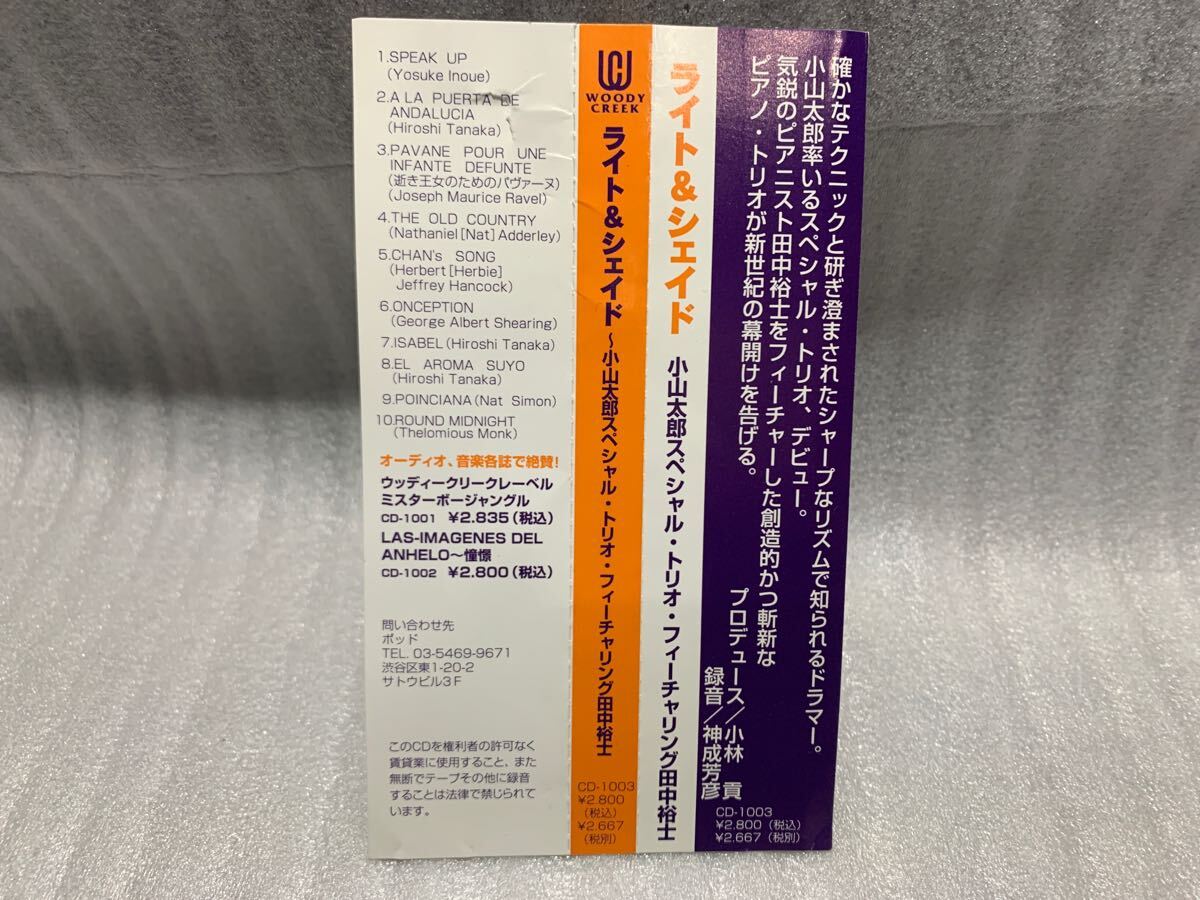 1.SPEAK UP
(Yosuke Inoue)
2.A LA PUERTA DE
ANDALUCIA
(Hiroshi Tanaka)
3.PAVANE POUR UNE
INFANTE DEFUNTE
(逝き王女のためのパヴァーヌ)
(Joseph Maurice Ravel)
4.THE OLD COUNTRY
(Nathaniel [Nat] Adderley)
5.CHAN's SONG
(Herbert [Herbie]
Jeffrey Hancock)
6.ONCEPTION
(George Albert Shearing)
7.ISABEL (Hiroshi Tanaka)
8.EL AROMA SUYO
(Hiroshi Tanaka)
9.POINCIANA (Nat Simon)
10.ROUND MIDNIGHT
(Thelomious Monk)
オーディオ、音楽各誌で絶賛!
ウッディークリークレーベル
ミスターボージャングル
CD-1001 ¥2.835(税込)
LAS-IMAGENES DEL
ANHELO〜憧憬
CD-1002 ¥2.800(税込)
問い合わせ先
ポッド
TEL. 03-5469-9671
渋谷区東1-20-2
サトウビル3F
このCDを権利者の許可なく
賃貸業に使用すること、また
無断でテープその他に録音
することは法律で禁じられて
います。
WOODY
CREEK
ライト&シェイド 〜小山太郎スペシャル・トリオ・フィーチャリング田中裕士
CD-1003
¥2.800
(税込)
¥2.667
(税別)
ライト&シェイド 小山太郎スペシャル・トリオ・フィーチャリング田中裕士
確かなテクニックと研ぎ澄まされたシャープなリズムで知られるドラマー。
小山太郎率いるスペシャル・トリオ、デビュー。
気鋭のピアニスト田中裕士をフィーチャーした創造的かつ斬新な
ピアノ・トリオが新世紀の幕開けを告げる。
プロデュース/小林 貢
録音/神成芳彦
CD-1003
¥2.800 (税込)
¥2.667 (税別)